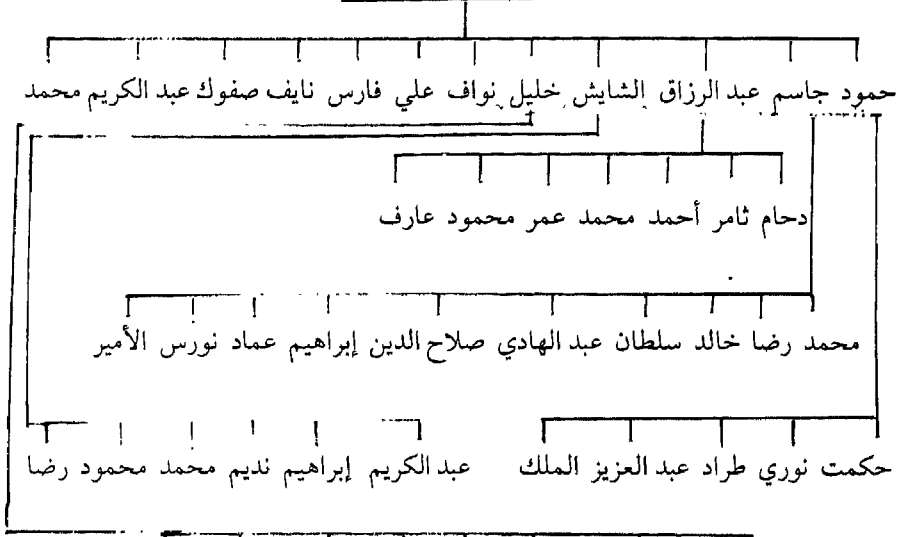 حمود جاسم عبد الرزاق الشايش خليل نواف علي فارس نايف صفوك عبد الكريم محمد
دحام ثامر أحمد محمد عمر محمود عارف
محمد رضا خالد سلطان عبد الهادي صلاح الدين إبراهيم عماد نورس الأمير
حكمت نوري طراد عبد العزيز الملك
عبد الكريم إبراهيم نديم محمد محمود رضا